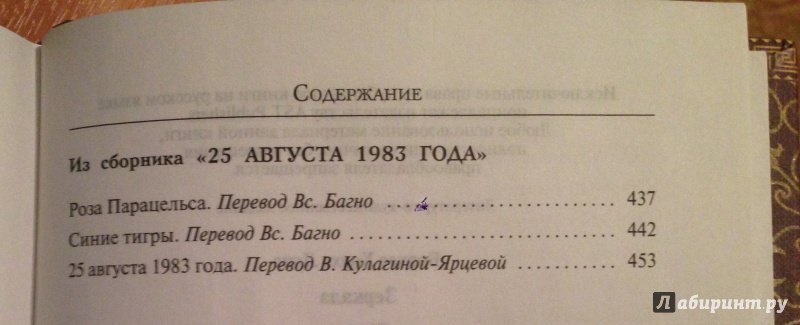 Содержание
Из сборника «25 АВГУСТА 1983 ГОДА»
Роза Парацельса. Перевод Вс. Багно 437
Синие тигры. Перевод Вс. Багно 442
25 августа 1983 года. Перевод В. Кулагиной-Ярцевой 453
Зеркала
Лабиринт.ру